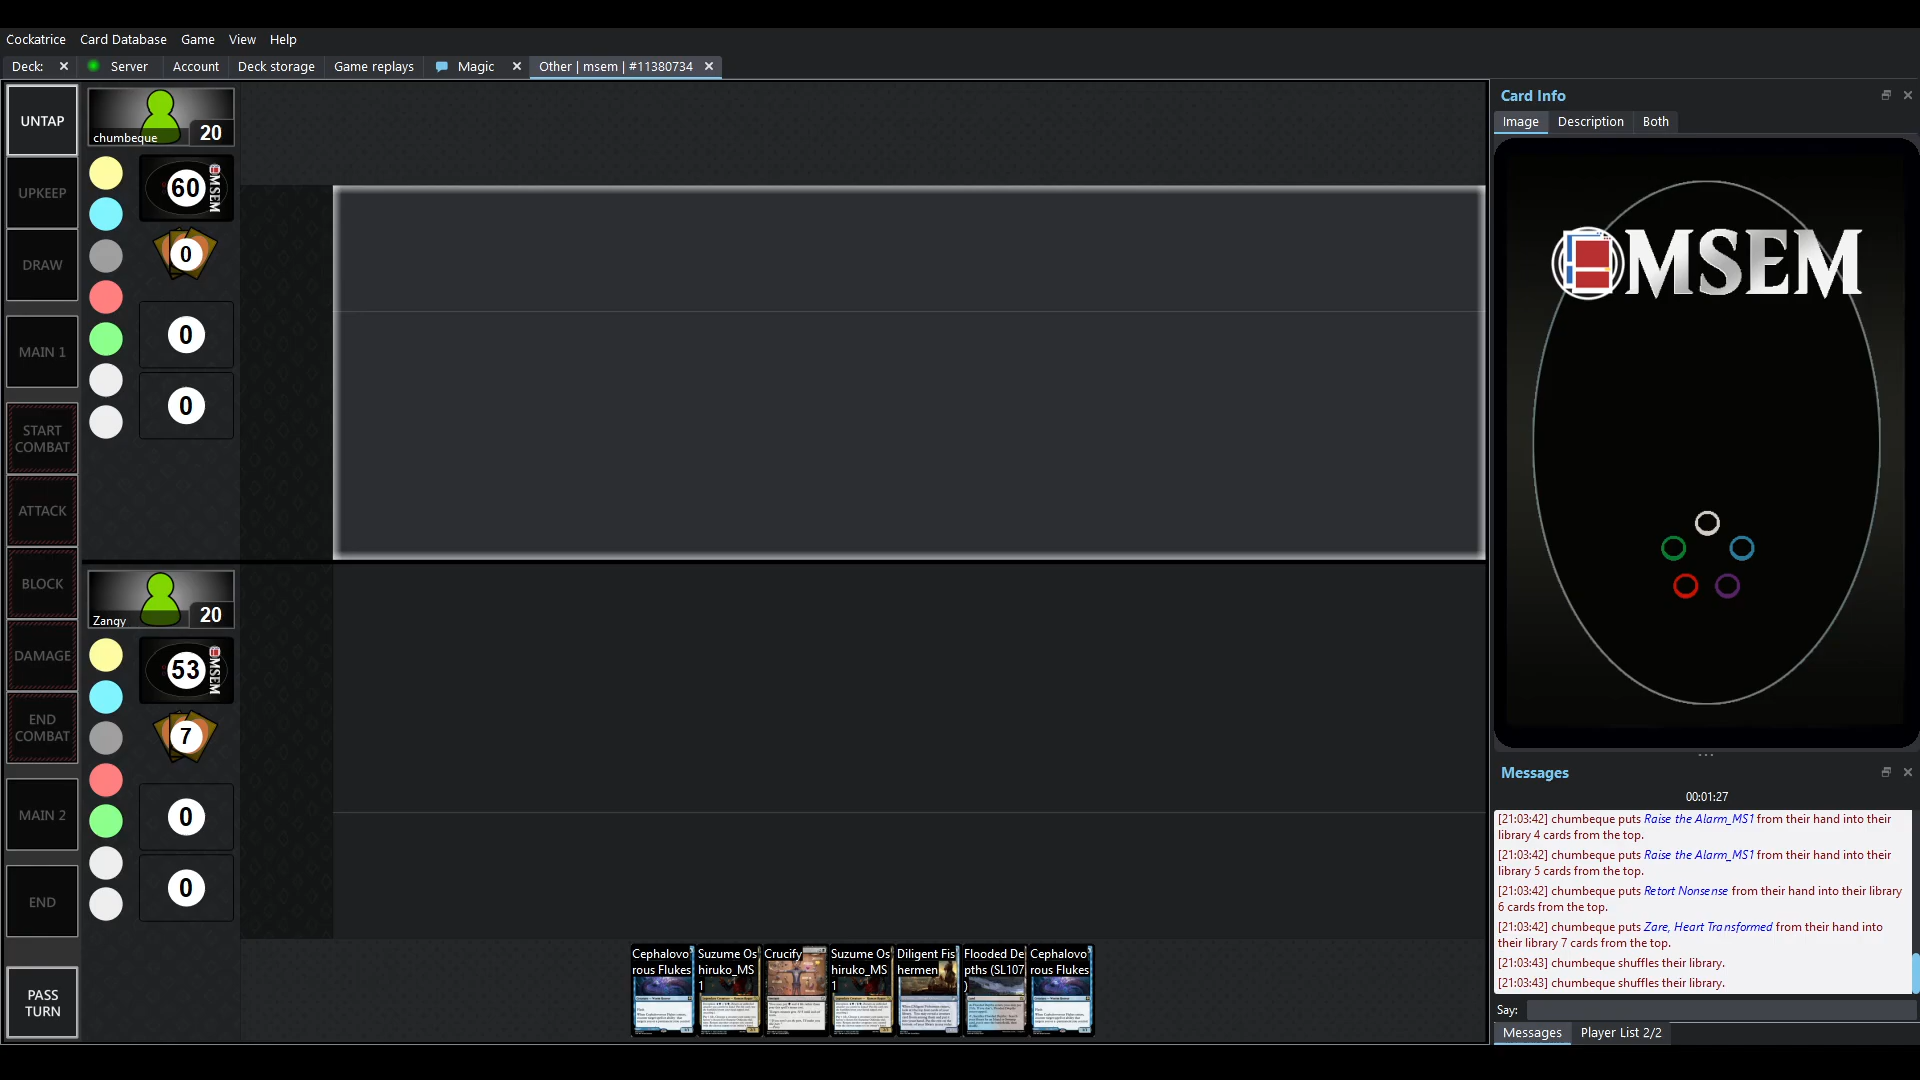 Cockatrice Card Database Game View Help
Deck: Server Account Deck storage Game replays Magic Other | msem | #11380734
UNTAP
UPKEEP
DRAW
MAIN 1
START COMBAT
ATTACK
BLOCK
DAMAGE
END COMBAT
MAIN 2
END
PASS TURN
chumbeque 20
60
MSEM
0
0
0
Zangy 20
53
MSEM
7
0
0
Cephalovo
rous Flukes
Suzume Os
hiruko_MS
1
Crucify
Suzume Os
hiruko_MS
1
Diligent Fis
hermen
Flooded De
pths (SL107
)
Cephalovo
rous Flukes
Card Info
Image Description Both
MSEM
Messages
00:01:27
[21:03:42] chumbeque puts Raise the Alarm_MS1 from their hand into their
library 4 cards from the top.
[21:03:42] chumbeque puts Raise the Alarm_MS1 from their hand into their
library 5 cards from the top.
[21:03:42] chumbeque puts Retort Nonsense from their hand into their library
6 cards from the top.
[21:03:42] chumbeque puts Zare, Heart Transformed from their hand into
their library 7 cards from the top.
[21:03:43] chumbeque shuffles their library.
[21:03:43] chumbeque shuffles their library.
Say:
Messages Player List 2/2